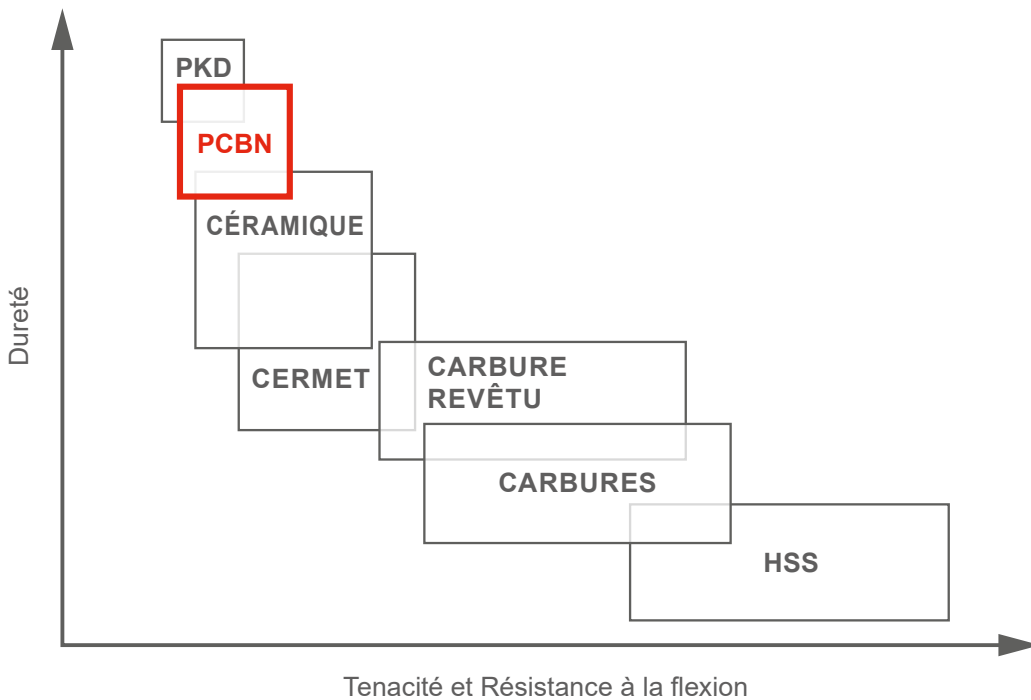 PKD
PCBN
CÉRAMIQUE
CERMET
CARBURE
REVÊTU
CARBURES
HSS
Dureté
Tenacité et Résistance à la flexion